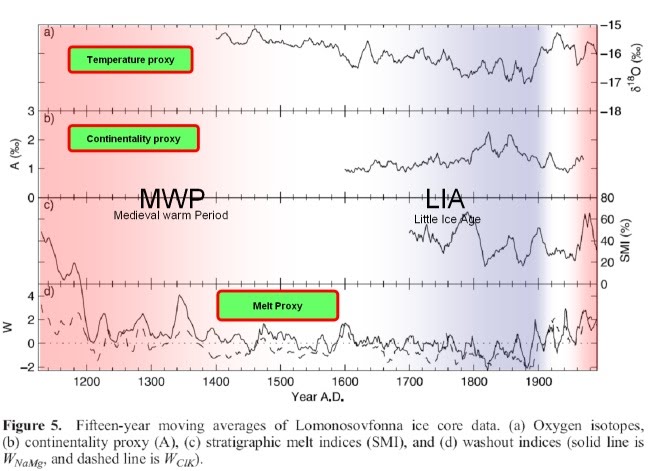 a)
Temperature proxy
-15
-16
-17
-18
δ18O (‰)
b)
Continentality proxy
3
2
1
0
A (‰)
MWP
Medieval warm Period
LIA
Little Ice Age
c)
80
60
40
20
0
SMI (%)
d)
Melt Proxy
4
2
0
-2
W
1200 1300 1400 1500 1600 1700 1800 1900
Year A.D.
Figure 5. Fifteen-year moving averages of Lomonosovfonna ice core data. (a) Oxygen isotopes,
(b) continentality proxy (A), (c) stratigraphic melt indices (SMI), and (d) washout indices (solid line is
WNaMg, and dashed line is WClK).